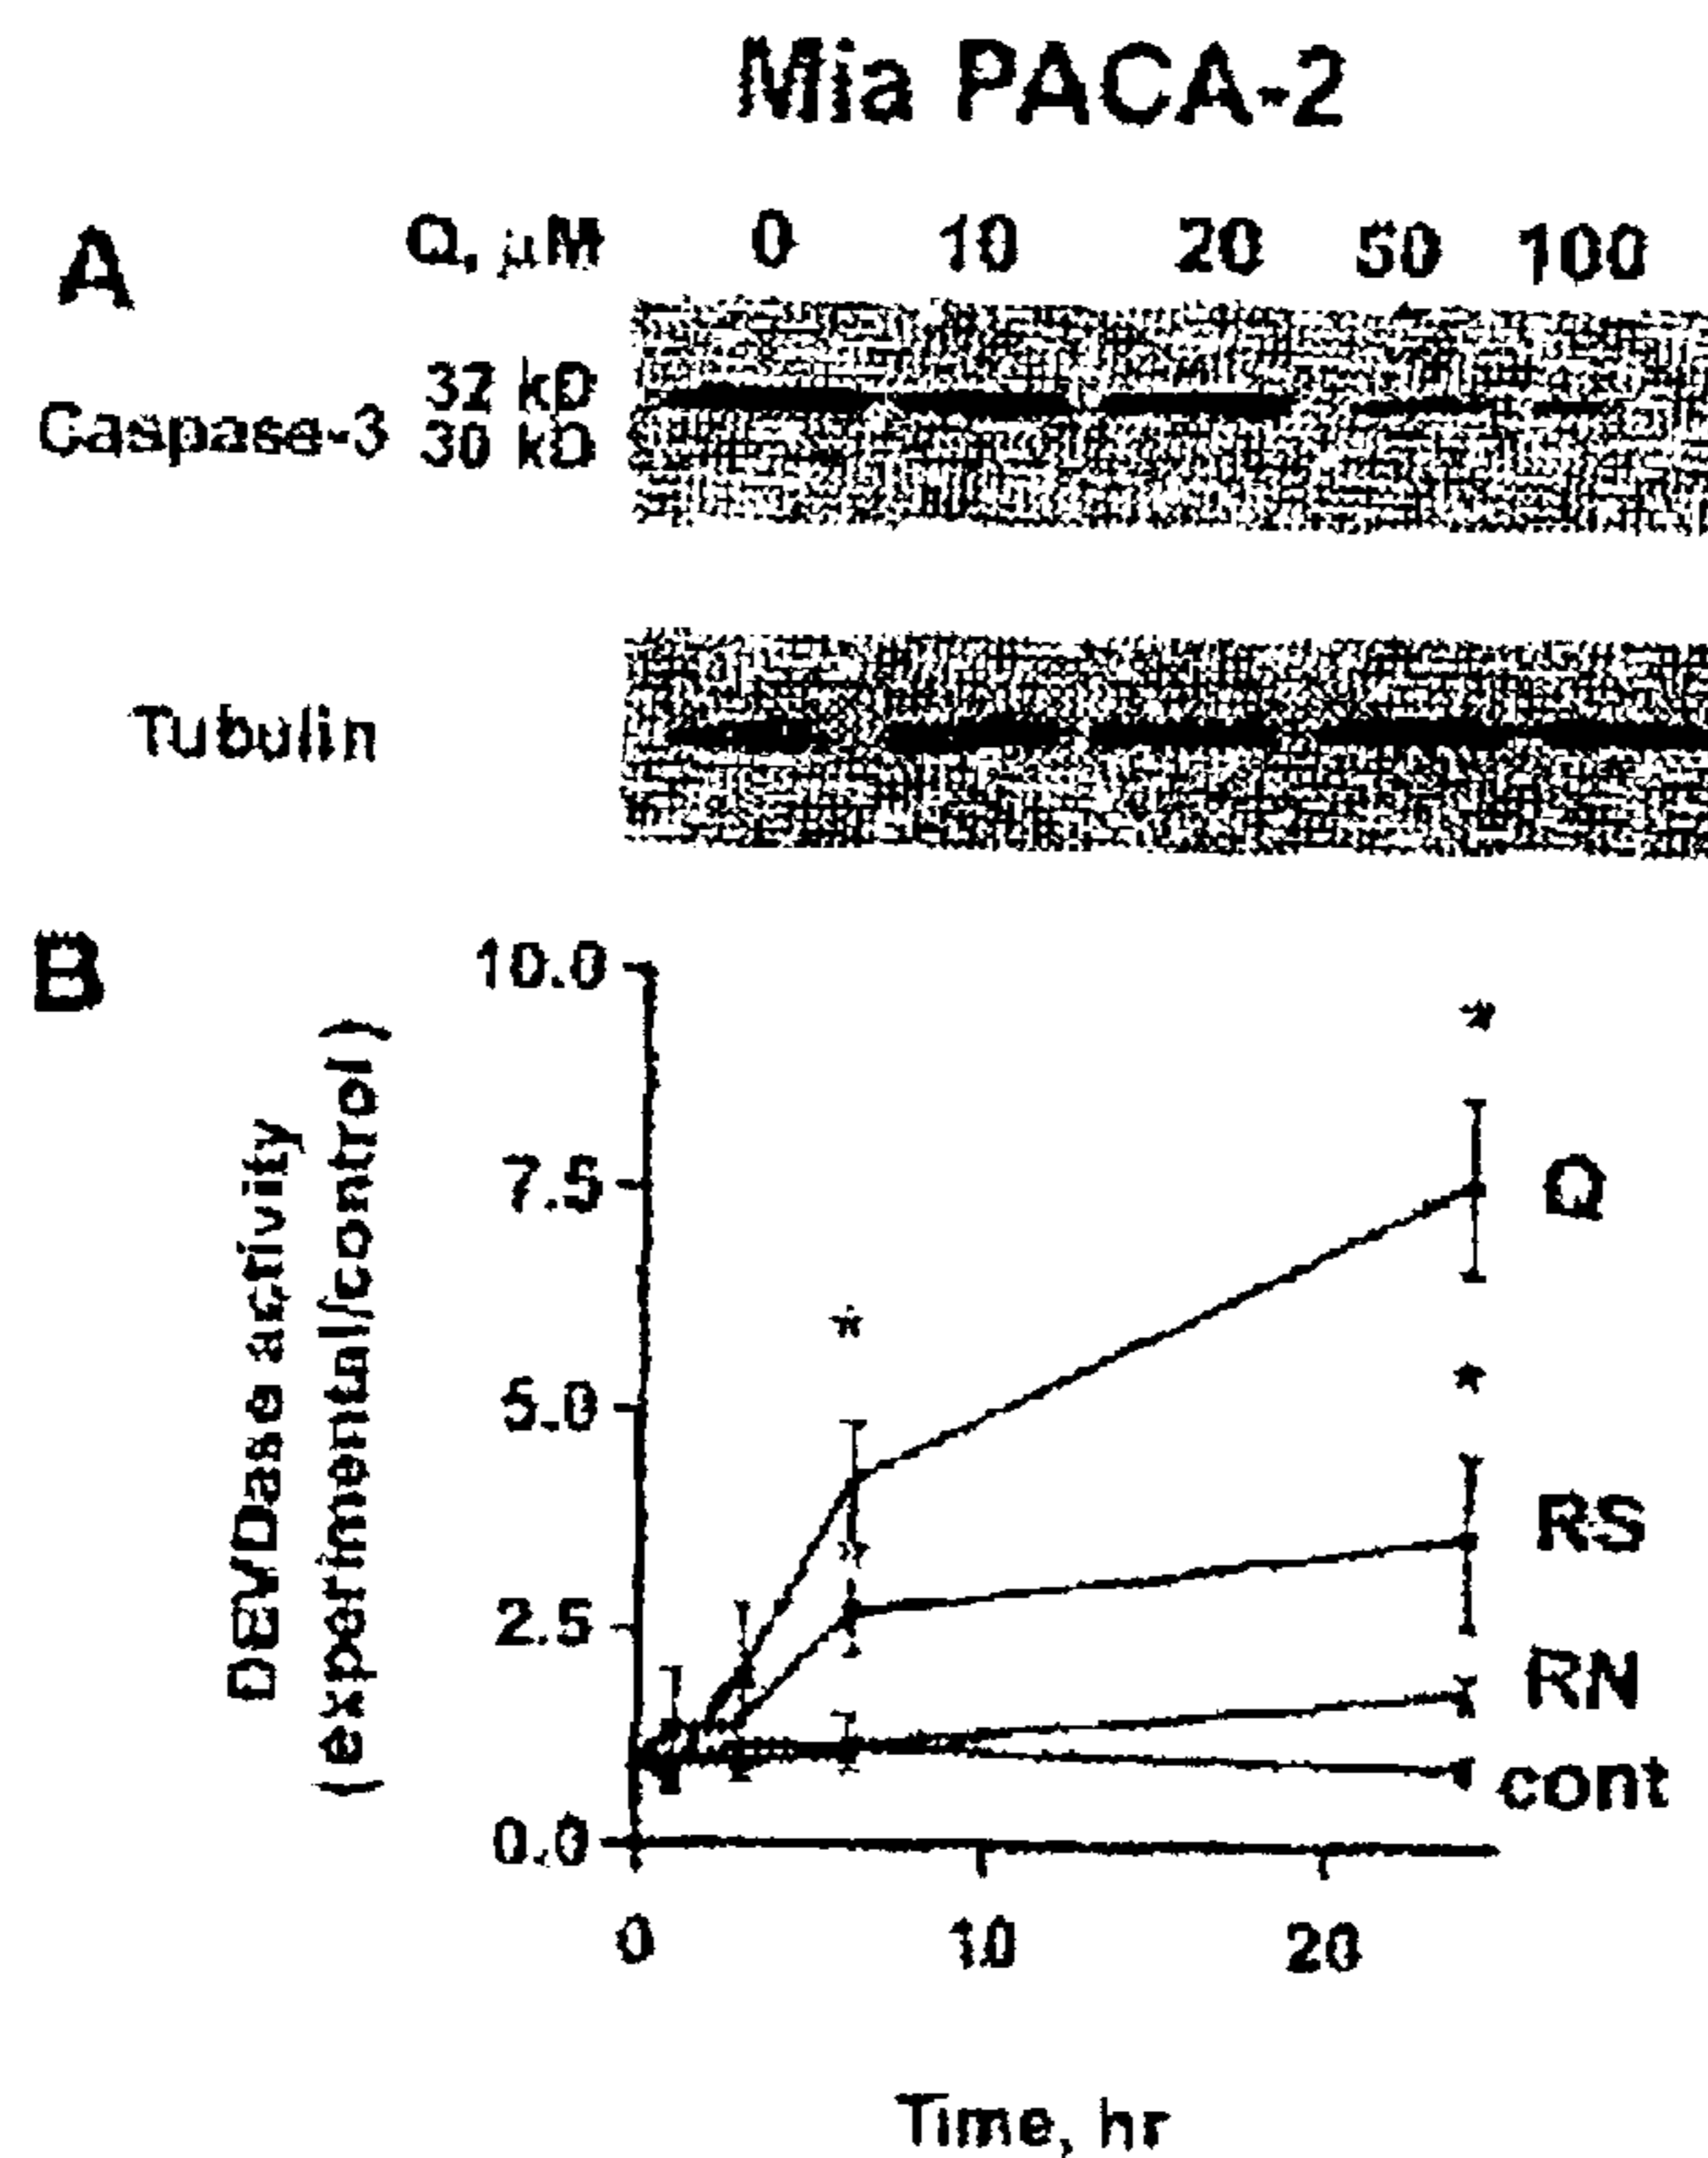 Mia PACA-2
A
Q, μM 0 10 20 50 100
Caspase-3
32 kD
30 kD
Tubulin
B
DEVDase activity
(experimental/control)
10.0
7.5
5.0
2.5
0.0
*
*
*
*
Q
RS
RN
cont
0 10 20
Time, hr